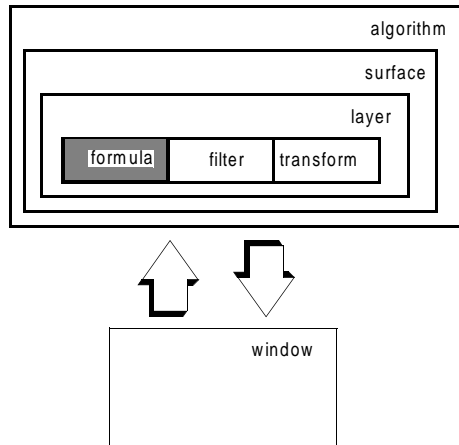 algorithm
surface
layer
formula filter transform
window